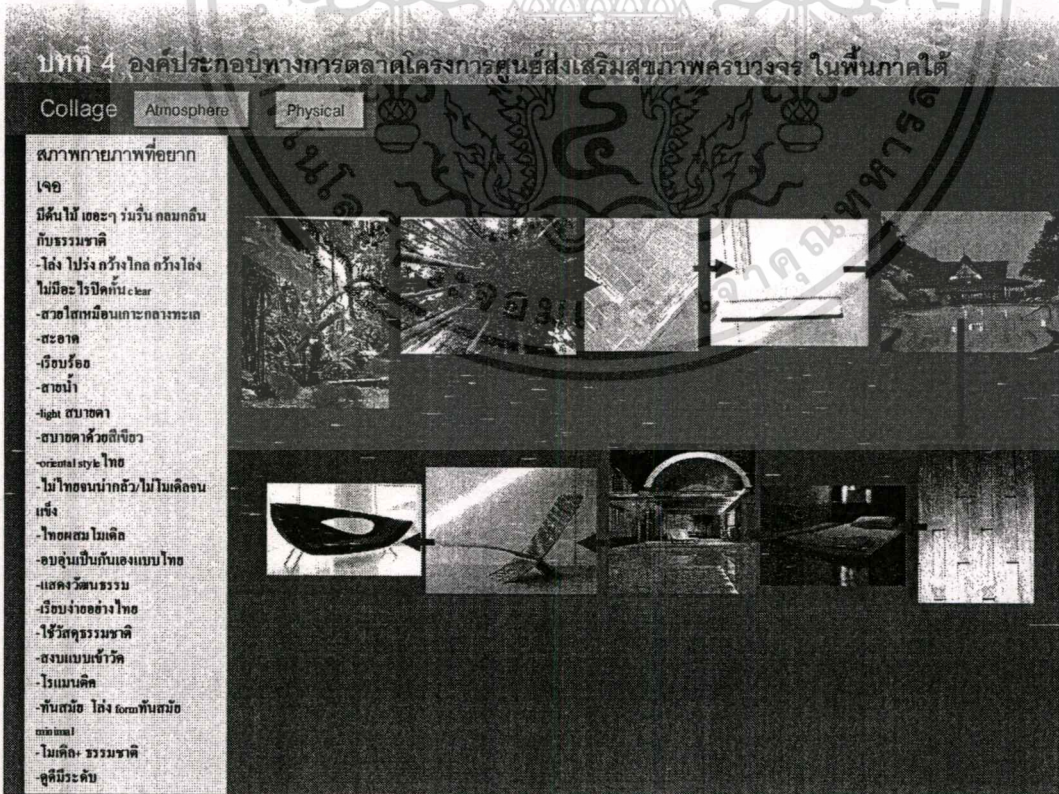 บทที่ 4 องค์ประกอบทางการตลาดโครงการศูนย์ส่งเสริมสุขภาพครบวงจร ในพื้นภาคใต้
Collage Atmosphere Physical
สภาพกายภาพที่อยาก
เจอ
มีต้นไม้ เยอะๆ ร่มรื่น กลมกลืน
กับธรรมชาติ
-โล่ง โปร่ง กว้างไกล กว้างโล่ง
ไม่มีอะไรปิดกั้น clear
-สวยใสเหมือนเกาะกลางทะเล
-สะอาด
-เรียบร้อย
-สายน้ำ
-light สบายตา
-สบายตาด้วยสีเขียว
-oriental style ไทย
-ไม่ไทยจนน่ากลัว/ไม่โมเดิลจน
แข็ง
-ไทยผสมโมเดิล
-อบอุ่นเป็นกันเองแบบไทย
-แสดงวัฒนธรรม
-เรียบง่ายอย่างไทย
-ใช้วัสดุธรรมชาติ
-สงบแบบเข้าวัด
-โรแมนติค
-ทันสมัย โล่ง formทันสมัย
minimal
-โมเดิล+ ธรรมชาติ
-ดูดีมีระดับ